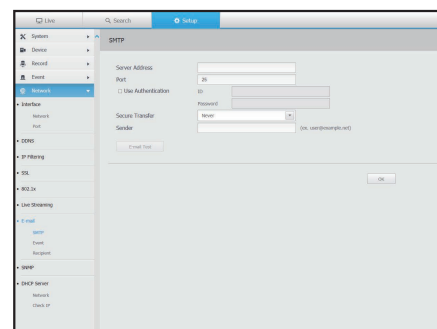 Live
Search
Setup
System
Device
Record
Event
Network
Interface
Network
Port
DDNS
IP Filtering
SSL
802.1x
Live Streaming
E-mail
SMTP
Event
Recipient
SNMP
DHCP Server
Network
Check IP
SMTP
Server Address
Port 25
Use Authentication ID
Password
Secure Transfer Never
Sender (ex. user@example.net)
E-mail Test
OK